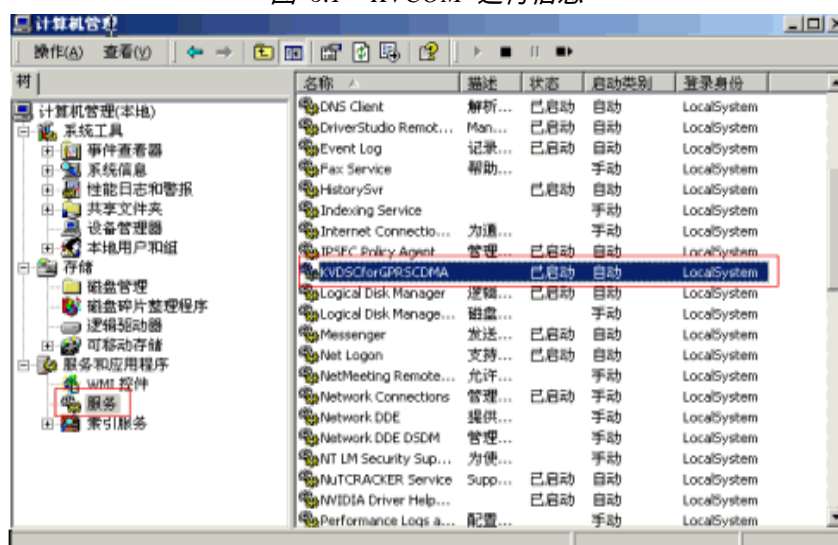 计算机管理
操作(A) 查看(V)
树
名称 描述 状态 启动类别 登录身份
计算机管理(本地)
系统工具
事件查看器
系统信息
性能日志和警报
共享文件夹
设备管理器
本地用户和组
存储
磁盘管理
磁盘碎片整理程序
逻辑驱动器
可移动存储
服务和应用程序
WMI 控件
服务
索引服务
DNS Client 解析... 已启动 自动 LocalSystem
DriverStudio Remot... Man... 已启动 自动 LocalSystem
Event Log 记录... 已启动 自动 LocalSystem
Fax Service 帮助... 手动 LocalSystem
HistorySvr 已启动 自动 LocalSystem
Indexing Service 手动 LocalSystem
Internet Connectio... 为通... 手动 LocalSystem
IPSEC Policy Agent 管理... 已启动 自动 LocalSystem
KVDSCforGPRSCDMA 已启动 自动 LocalSystem
Logical Disk Manager 逻辑... 已启动 自动 LocalSystem
Logical Disk Manage... 磁盘... 手动 LocalSystem
Messenger 发送... 已启动 自动 LocalSystem
Net Logon 支持... 已启动 自动 LocalSystem
NetMeeting Remote... 允许... 手动 LocalSystem
Network Connections 管理... 已启动 手动 LocalSystem
Network DDE 提供... 手动 LocalSystem
Network DDE DSDM 管理... 手动 LocalSystem
NT LM Security Sup... 为使... 手动 LocalSystem
NuTCRACKER Service Supp... 已启动 自动 LocalSystem
NVIDIA Driver Help... 已启动 自动 LocalSystem
Performance Logs a... 配置... 手动 LocalSystem